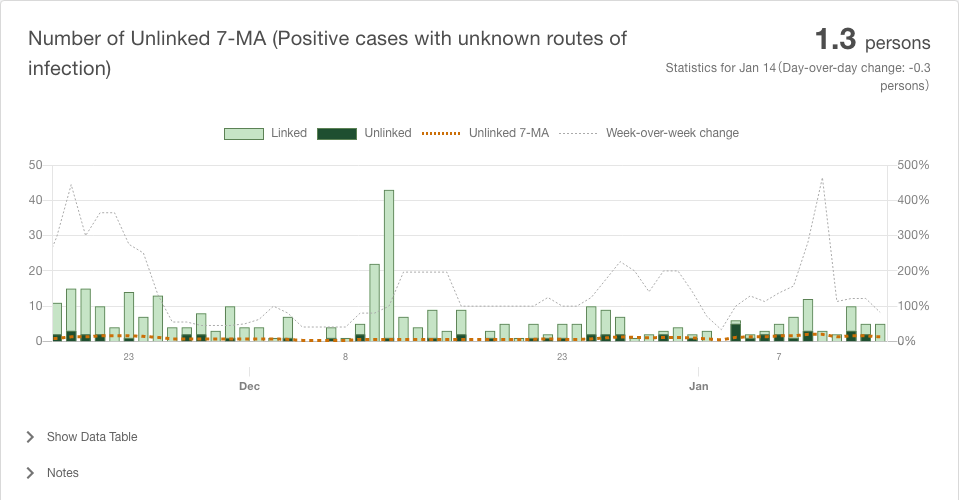 Number of Unlinked 7-MA (Positive cases with unknown routes of
infection)
1.3 persons
Statistics for Jan 14(Day-over-day change: -0.3
persons)
Linked Unlinked Unlinked 7-MA Week-over-week change
50 500%
40 400%
30 300%
20 200%
10 100%
0 0%
23 8 23 7
Dec Jan
Show Data Table
Notes